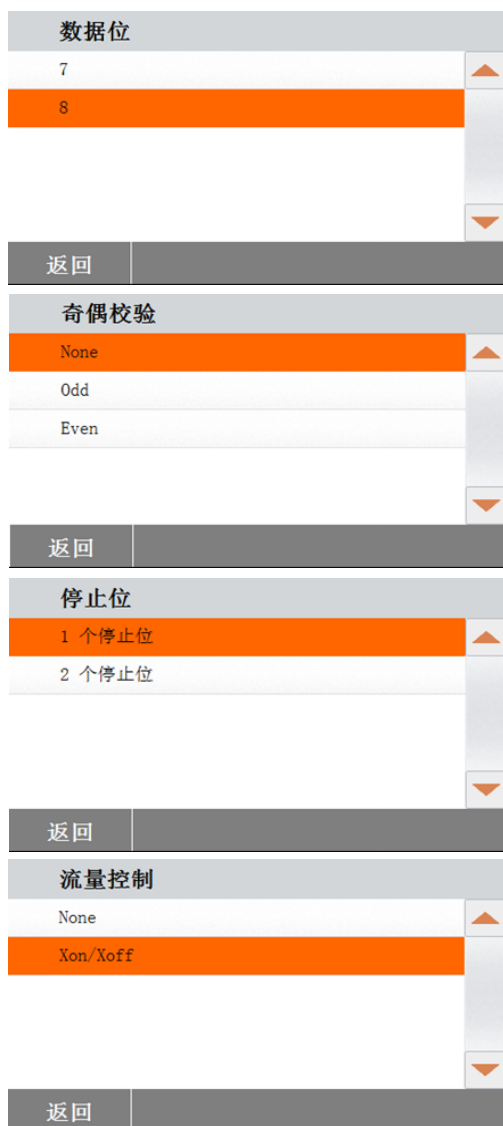 数据位
7
8
返回
奇偶校验
None
Odd
Even
返回
停止位
1 个停止位
2 个停止位
返回
流量控制
None
Xon/Xoff
返回